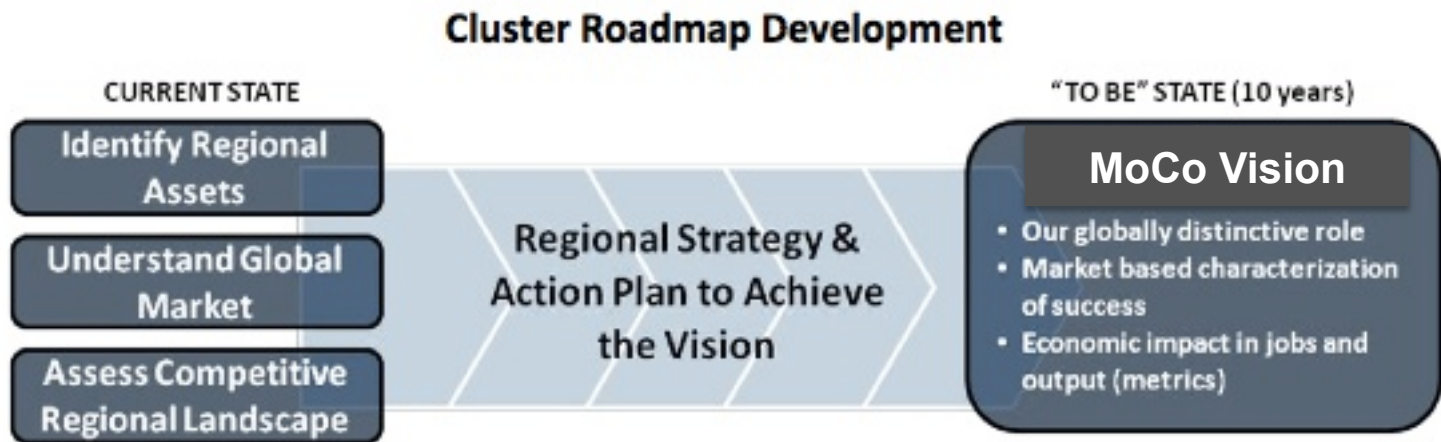 Cluster Roadmap Development
CURRENT STATE
Identify Regional
Assets
Understand Global
Market
Assess Competitive
Regional Landscape
Regional Strategy &
Action Plan to Achieve
the Vision
"TO BE" STATE (10 years)
MoCo Vision
• Our globally distinctive role
• Market based characterization
of success
• Economic impact in jobs and
output (metrics)